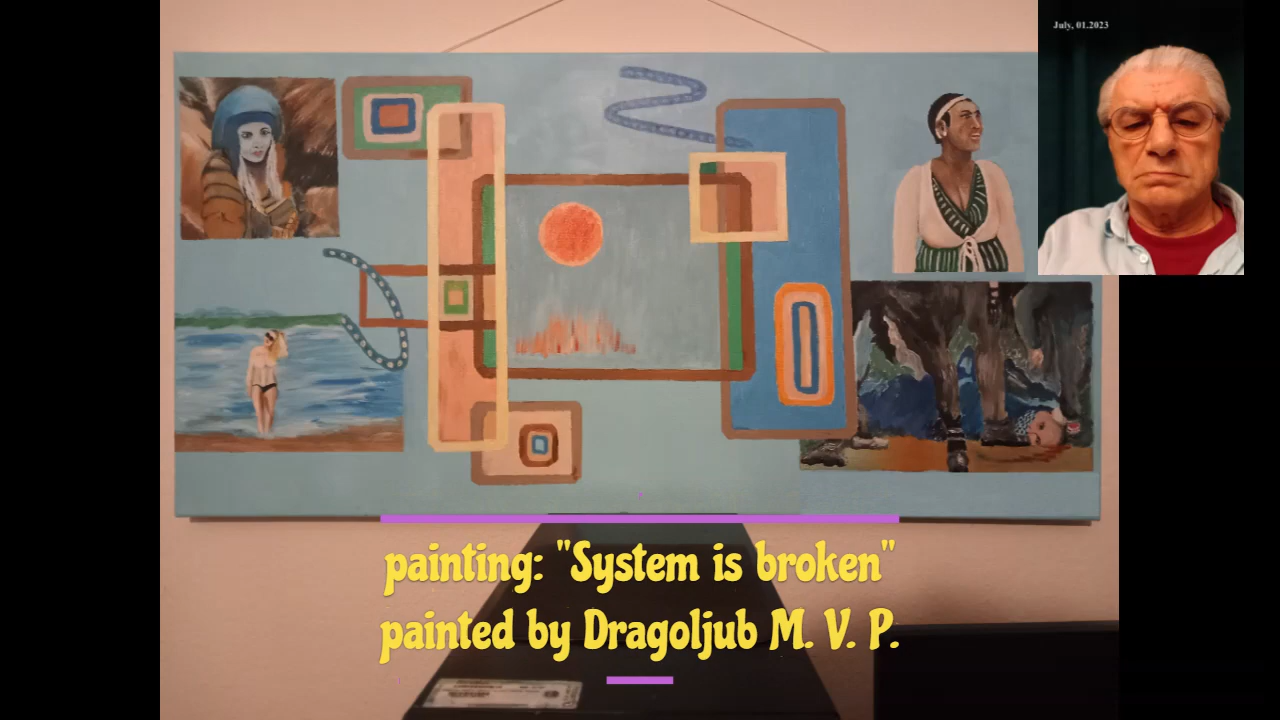 July, 01.2023
painting: "System is broken"
painted by Dragoljub M. V. P.